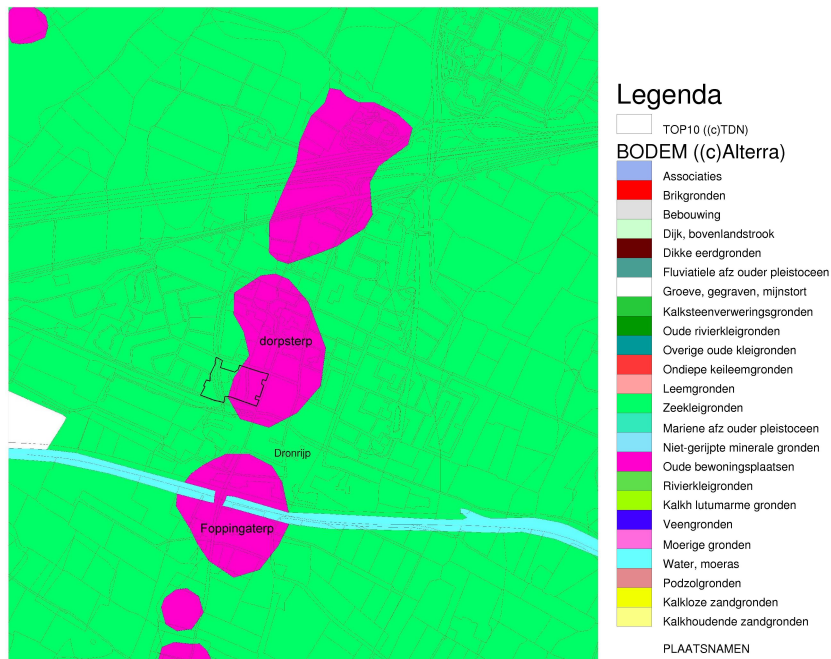 dorpsterp
Dronrijp
Foppingaterp
Legenda
TOP10 ((c)TDN)
BODEM ((c)Alterra)
Associaties
Brikgronden
Bebouwing
Dijk, bovenlandstrook
Dikke eerdgronden
Fluviatiele afz ouder pleistoceen
Groeve, gegraven, mijnstort
Kalksteenverweringsgronden
Oude rivierkleigronden
Overige oude kleigronden
Ondiepe keileemgronden
Leemgronden
Zeekleigronden
Mariene afz ouder pleistoceen
Niet-gerijpte minerale gronden
Oude bewoningsplaatsen
Rivierkleigronden
Kalkh lutumarme gronden
Veengronden
Moerige gronden
Water, moeras
Podzolgronden
Kalkloze zandgronden
Kalkhoudende zandgronden
PLAATSNAMEN